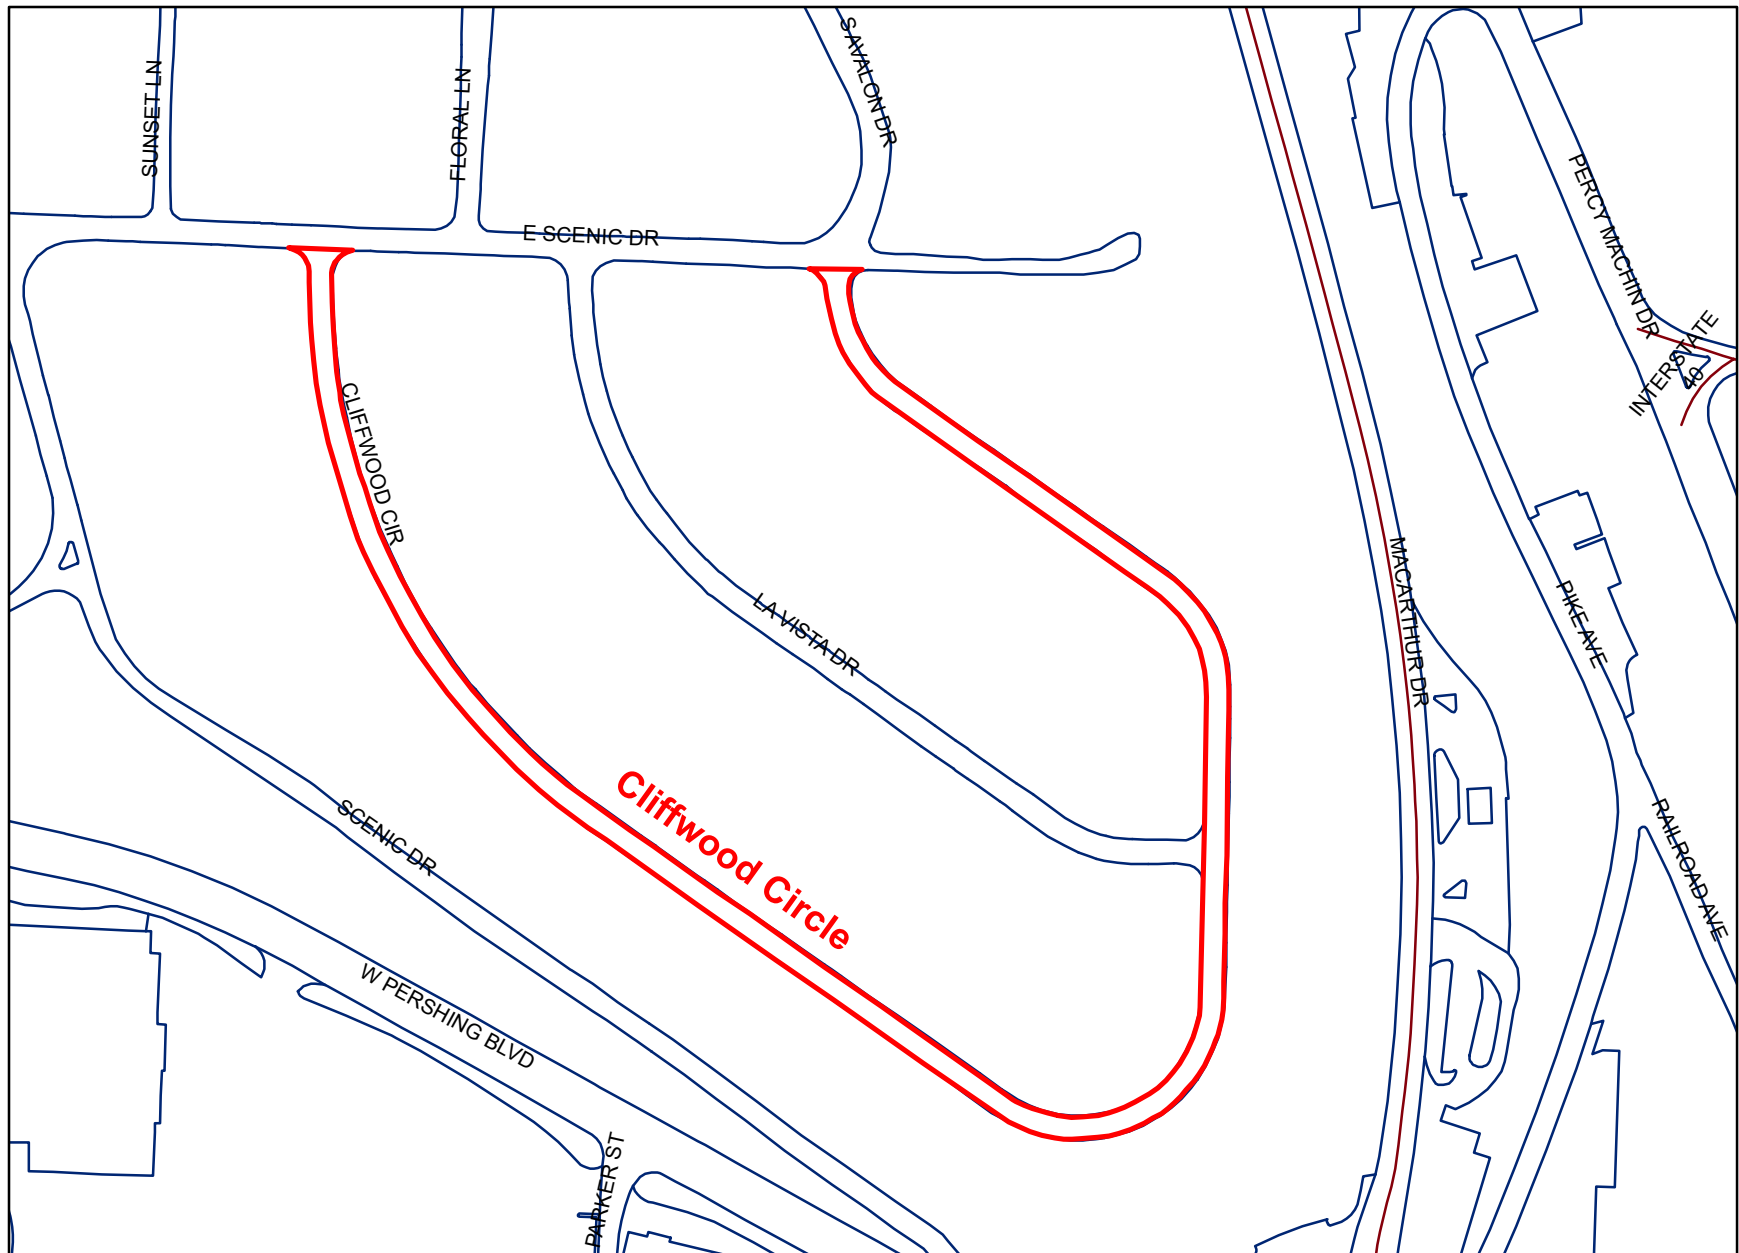 SUNSET LN
FLORAL LN
SAVALON DR
E SCENIC DR
PERCY MACHIN DR
INTERSTATE
40
CLIFFWOOD CIR
MACARTHUR DR
PIKE AVE
LA VISTA DR
Cliffwood Circle
SCENIC DR
RAILROAD AVE
W PERSHING BLVD
PARKER ST